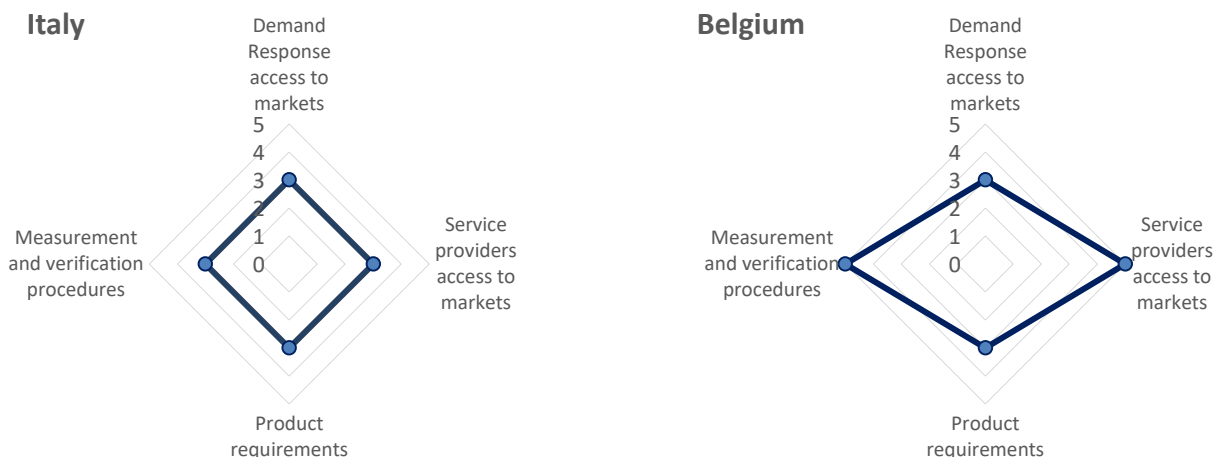 Italy
Demand
Response
access to
markets
5
4
3
2
1
0
Measurement
and verification
procedures
Service
providers
access to
markets
Product
requirements
Belgium
Demand
Response
access to
markets
5
4
3
2
1
0
Measurement
and verification
procedures
Service
providers
access to
markets
Product
requirements